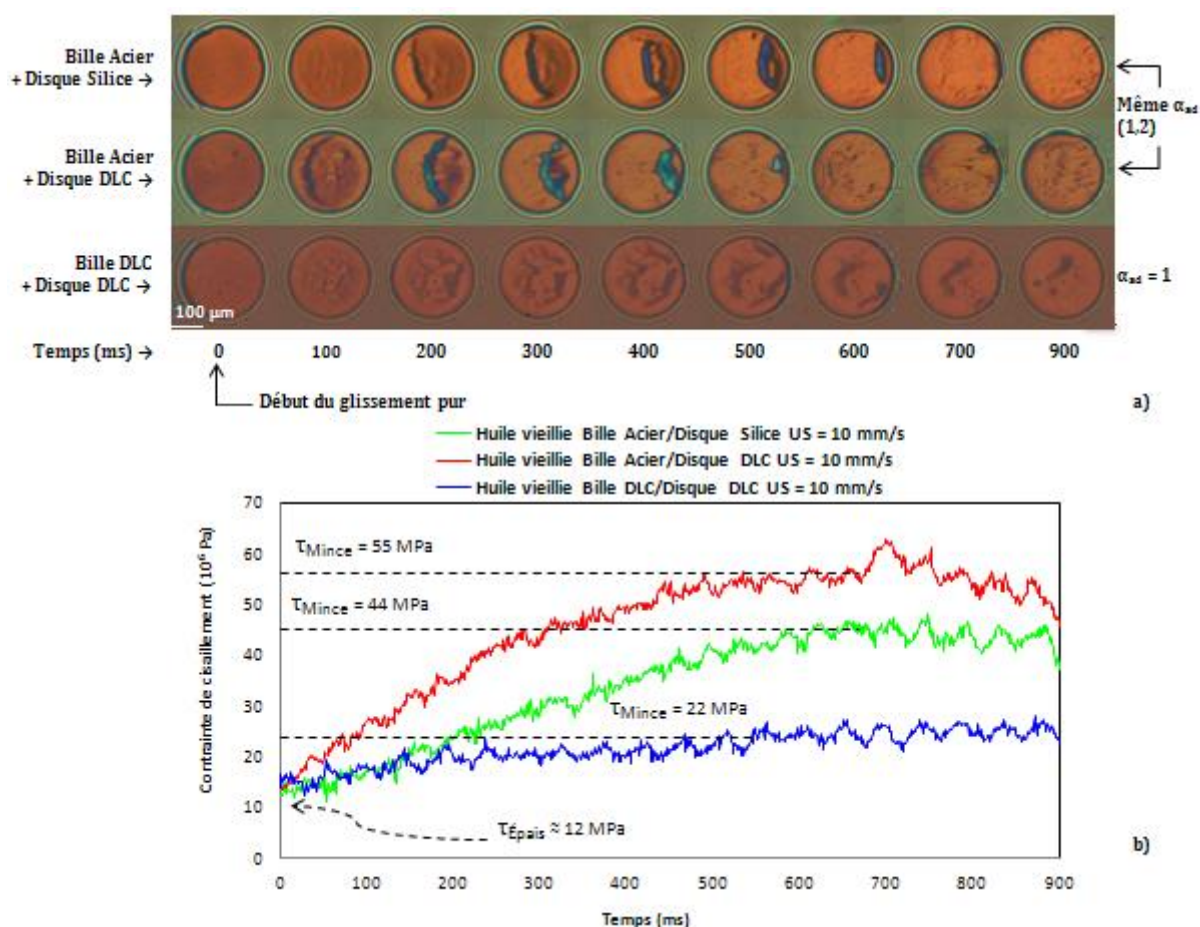 Bille Acier
+ Disque Silice →
Même αad
(1,2)
Bille Acier
+ Disque DLC →
Bille DLC
+ Disque DLC →
αad = 1
100 µm
Temps (ms) → 0 100 200 300 400 500 600 700 900
Début du glissement pur
a)
Huile vieillie Bille Acier/Disque Silice US = 10 mm/s
Huile vieillie Bille Acier/Disque DLC US = 10 mm/s
Huile vieillie Bille DLC/Disque DLC US = 10 mm/s
Contrainte de cisaillement (10⁶ Pa)
70
60
50
40
30
20
10
0
τMince = 55 MPa
τMince = 44 MPa
τMince = 22 MPa
τÉpais ≈ 12 MPa
b)
0 100 200 300 400 500 600 700 800 900
Temps (ms)